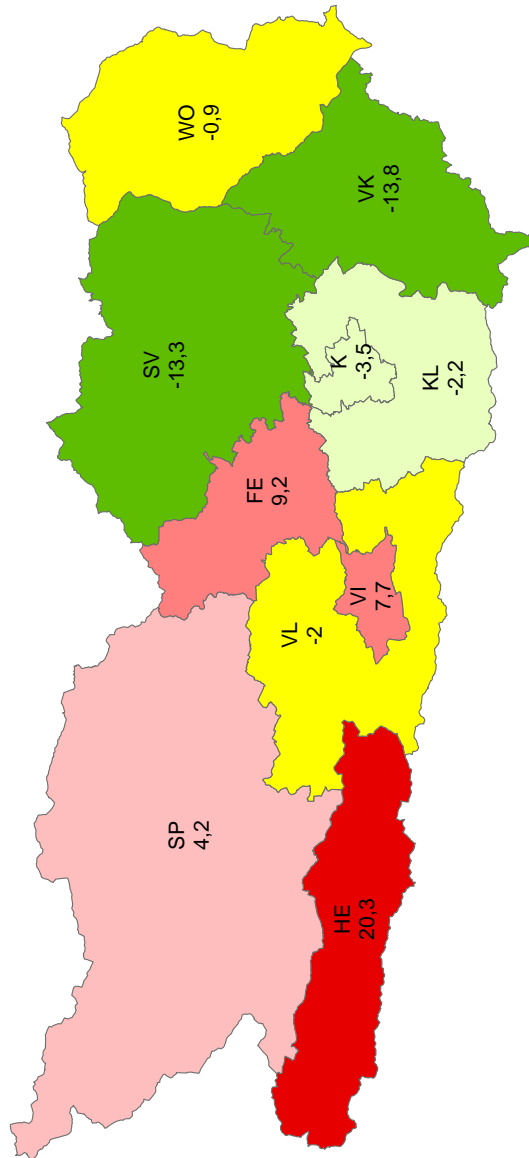 WO
-0,9
VK
-13,8
SV
-13,3
K
-3,5
KL
-2,2
FE
9,2
VI
7,7
VL
-2
SP
4,2
HE
20,3